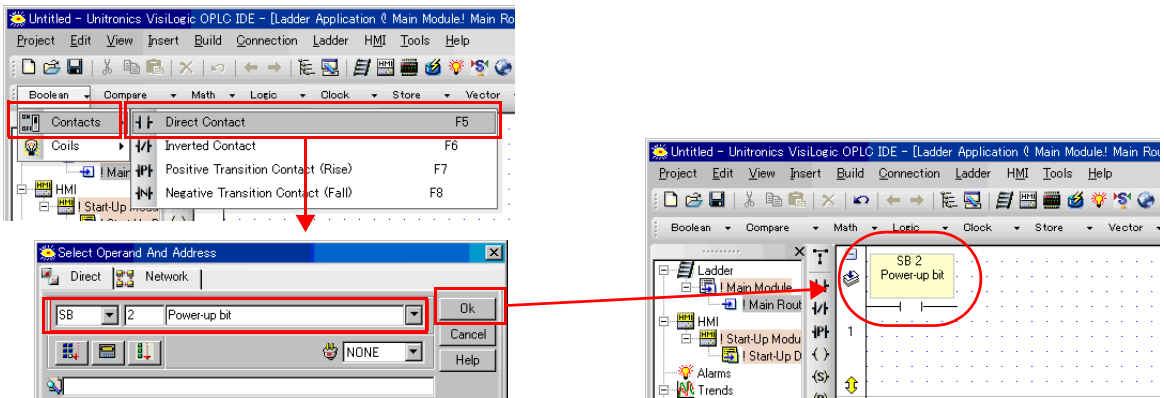 Untitled - Unitronics VisiLogic OPLC IDE - [Ladder Application (! Main Module! Main Ro
Project Edit View Insert Build Connection Ladder HMI Tools Help
Boolean Compare Math Logic Clock Store Vector
Contacts
Direct Contact F5
Coils
Inverted Contact F6
! Main
Positive Transition Contact (Rise) F7
HMI
Negative Transition Contact (Fall) F8
! Start-Up Modu
Select Operand And Address
Direct Network
SB 2 Power-up bit
Ok
Cancel
NONE
Help
Untitled - Unitronics VisiLogic OPLC IDE - [Ladder Application (! Main Module! Main Rou
Project Edit View Insert Build Connection Ladder HMI Tools Help
Boolean Compare Math Logic Clock Store Vector
Ladder
! Main Module
! Main Rout
HMI
! Start-Up Modu
! Start-Up D
Alarms
Trends
SB 2
Power-up bit
1